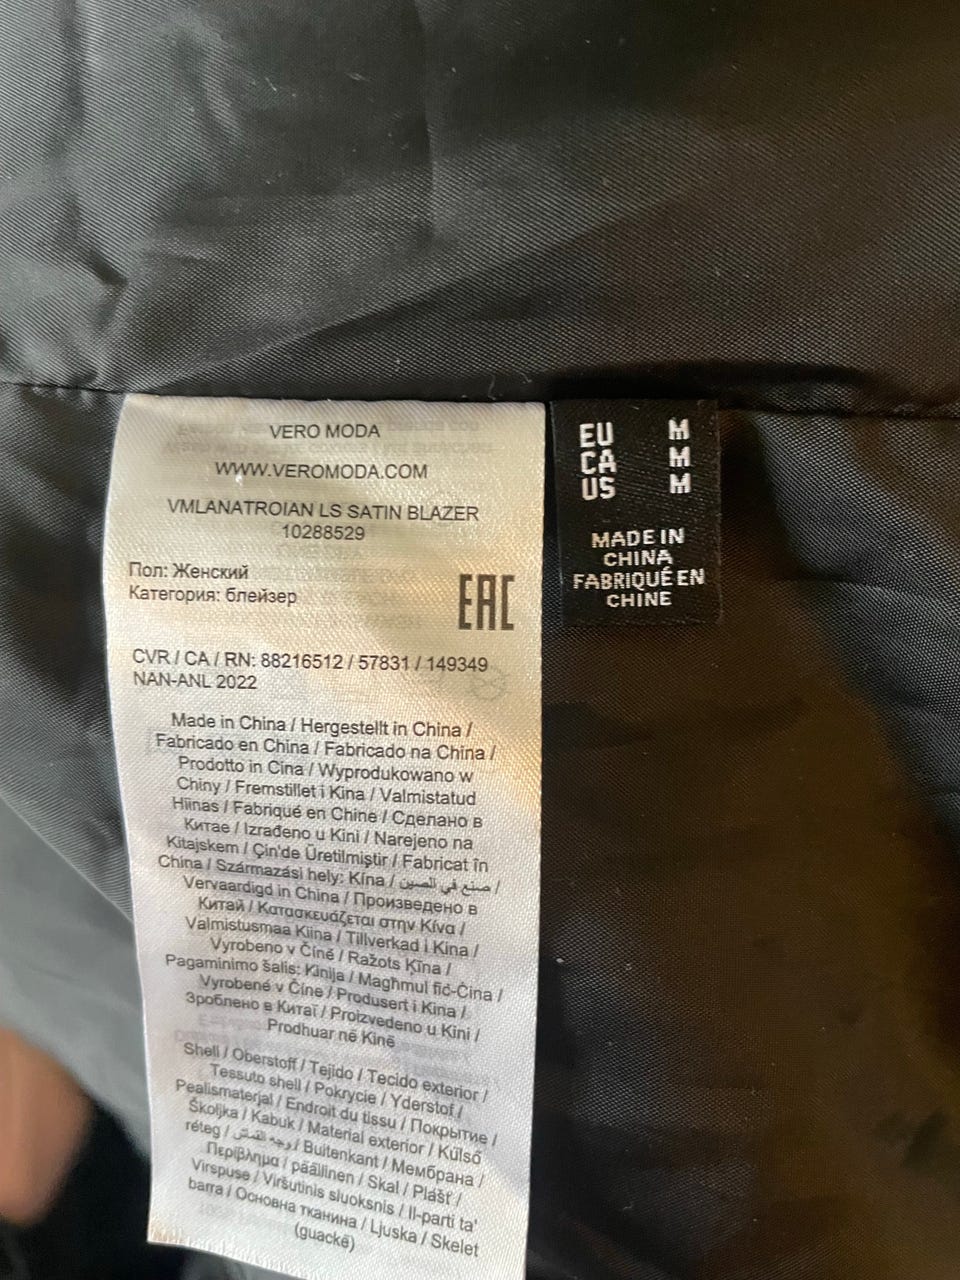 VERO MODA
WWW.VEROMODA.COM
VMLANATROIAN LS SATIN BLAZER
10288529
Пол: Женский
Категория: блейзер
EAC
CVR / CA / RN: 88216512 / 57831 / 149349
NAN-ANL 2022
Made in China / Hergestellt in China /
Fabricado en China / Fabricado na China /
Prodotto in Cina / Wyprodukowano w
Chiny / Fremstillet i Kina / Valmistatud
Hiinas / Fabriqué en Chine / Сделано в
Китае / Izrađeno u Kini / Narejeno na
Kitajskem / Çin'de Üretilmiştir / Fabricat în
China / Származási hely: Kína / صنع في الصين /
Vervaardigd in China / Произведено в
Китай / Κατασκευάζεται στην Κίνα /
Valmistusmaa Kiina / Tillverkad i Kina /
Vyrobeno v Číně / Ražots Ķīna /
Pagaminimo šalis: Kinija / Magħmul fiċ-Ċina /
Vyrobené v Číne / Produsert i Kina /
Зроблено в Китаї / Proizvedeno u Kini /
Prodhuar në Kinë
Shell / Oberstoff / Tejido / Tecido exterior /
Tessuto shell / Pokrycie / Yderstof /
Pealismaterjal / Endroit du tissu / Покрытие /
Školjka / Kabuk / Material exterior / Külső
réteg / وجه القماش / Buitenkant / Мембрана /
Περίβλημα / päällinen / Skal / Plášť /
Virspuse / Viršutinis sluoksnis / Il-parti ta'
barra / Основна тканина / Ljuska / Skelet
(guackë)
EU M
CA M
US M
MADE IN
CHINA
FABRIQUÉ EN
CHINE